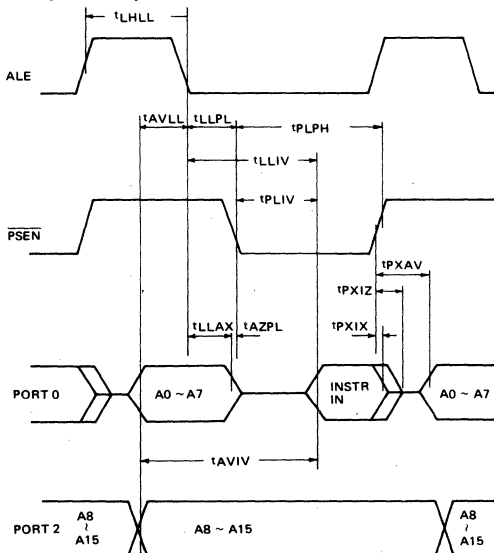 tLHLL
ALE
tAVLL tLLPL tPLPH
tLLIV
tPLIV
PSEN
tPXAV
tPXIZ
tLLAX tAZPL tPXIX
PORT 0 A0 ~ A7 INSTR IN A0 ~ A7
tAVIV
PORT 2 A8 ~ A15 A8 ~ A15 A8 ~ A15